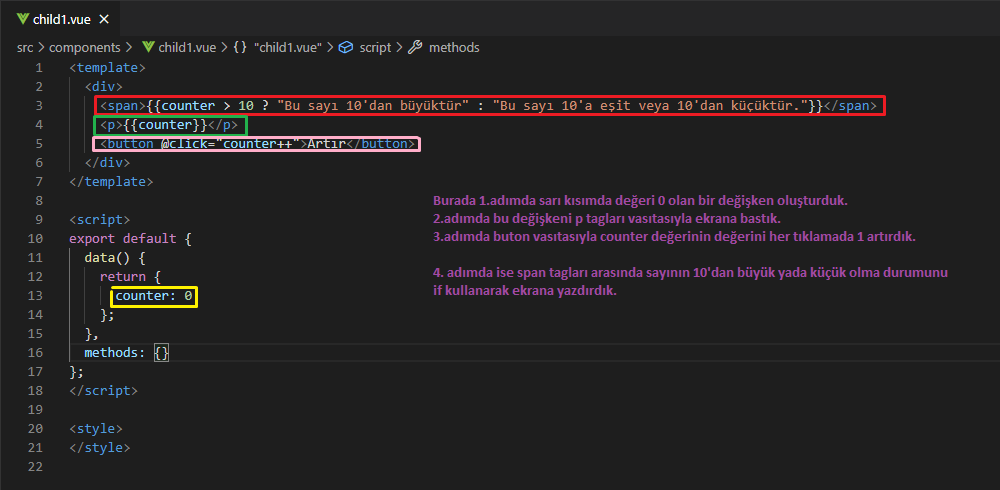 child1.vue ×
src > components > child1.vue > {} "child1.vue" > script > methods
1 <template>
2 <div>
3 <span>{{counter > 10 ? "Bu sayı 10'dan büyüktür" : "Bu sayı 10'a eşit veya 10'dan küçüktür."}}</span>
4 <p>{{counter}}</p>
5 <button @click="counter++">Artır</button>
6 </div>
7 </template>
8
Burada 1.adımda sarı kısımda değeri 0 olan bir değişken oluşturduk.
2.adımda bu değişkeni p tagları vasıtasıyla ekrana bastık.
3.adımda buton vasıtasıyla counter değerinin değerini her tıklamada 1 artırdık.
4. adımda ise span tagları arasında sayının 10'dan büyük yada küçük olma durumunu
if kullanarak ekrana yazdırdık.
9 <script>
10 export default {
11 data() {
12 return {
13 counter: 0
14 };
15 },
16 methods: {}
17 };
18 </script>
19
20 <style>
21 </style>
22